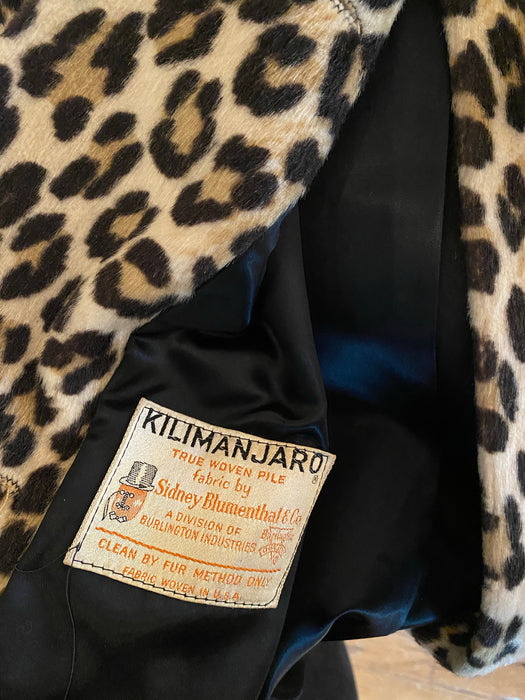 KILIMANJARO®
TRUE WOVEN PILE
fabric by
Sidney Blumenthal & Co
A DIVISION OF
BURLINGTON INDUSTRIES
Burlington
CLEAN BY FUR METHOD ONLY
FABRIC WOVEN IN U.S.A.